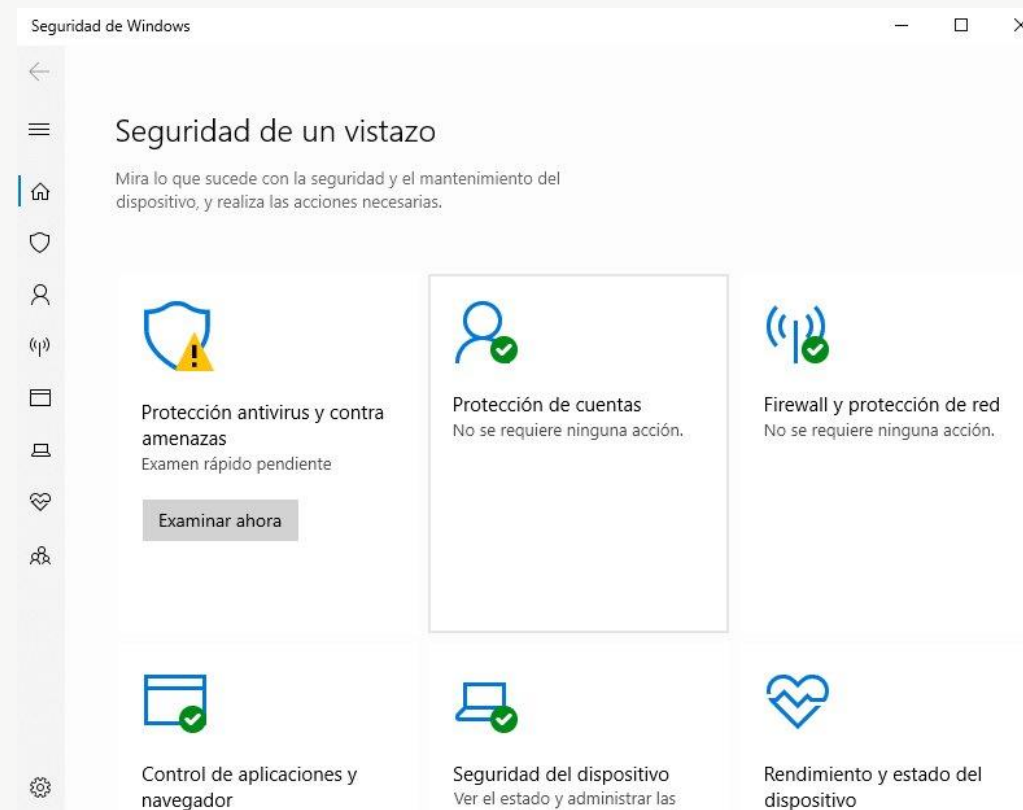 Seguridad de Windows
Seguridad de un vistazo
Mira lo que sucede con la seguridad y el mantenimiento del
dispositivo, y realiza las acciones necesarias.
Protección antivirus y contra
amenazas
Examen rápido pendiente
Examinar ahora
Protección de cuentas
No se requiere ninguna acción.
Firewall y protección de red
No se requiere ninguna acción.
Control de aplicaciones y
navegador
Seguridad del dispositivo
Ver el estado y administrar las
Rendimiento y estado del
dispositivo